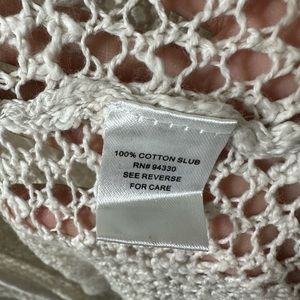 100% COTTON SLUB
RN# 94330
SEE REVERSE
FOR CARE